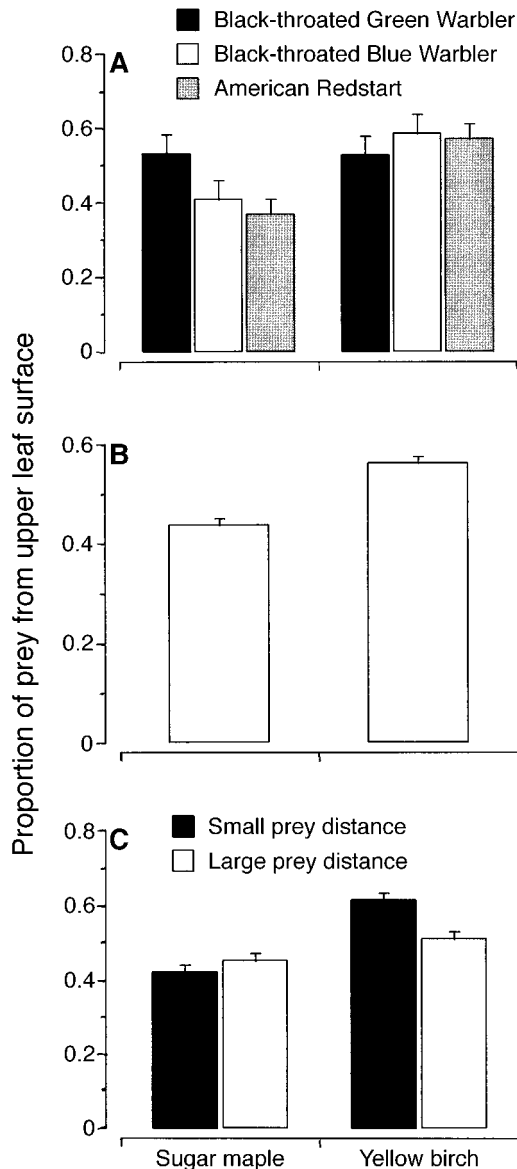 Black-throated Green Warbler
Black-throated Blue Warbler
American Redstart
A
0.8
0.6
0.4
0.2
0
B
0.6
0.4
0.2
0
Proportion of prey from upper leaf surface
C
Small prey distance
Large prey distance
0.8
0.6
0.4
0.2
0
Sugar maple
Yellow birch